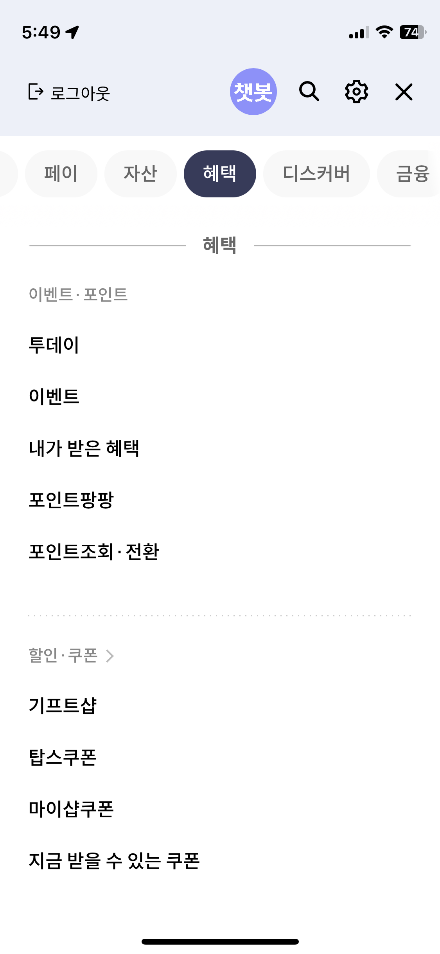 5:49
74
로그아웃
챗봇
페이 자산 혜택 디스커버 금융
혜택
이벤트·포인트
투데이
이벤트
내가 받은 혜택
포인트팡팡
포인트조회·전환
할인·쿠폰 >
기프트샵
탑스쿠폰
마이샵쿠폰
지금 받을 수 있는 쿠폰